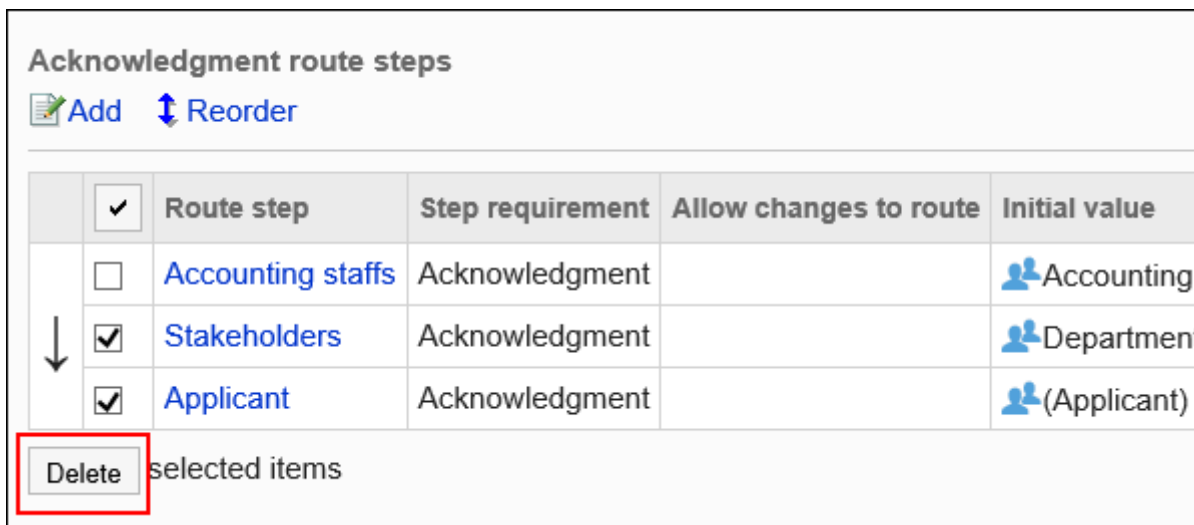 Acknowledgment route steps
Add Reorder
Route step Step requirement Allow changes to route Initial value
Accounting staffs Acknowledgment Accounting
Stakeholders Acknowledgment Departmen
Applicant Acknowledgment (Applicant)
Delete selected items